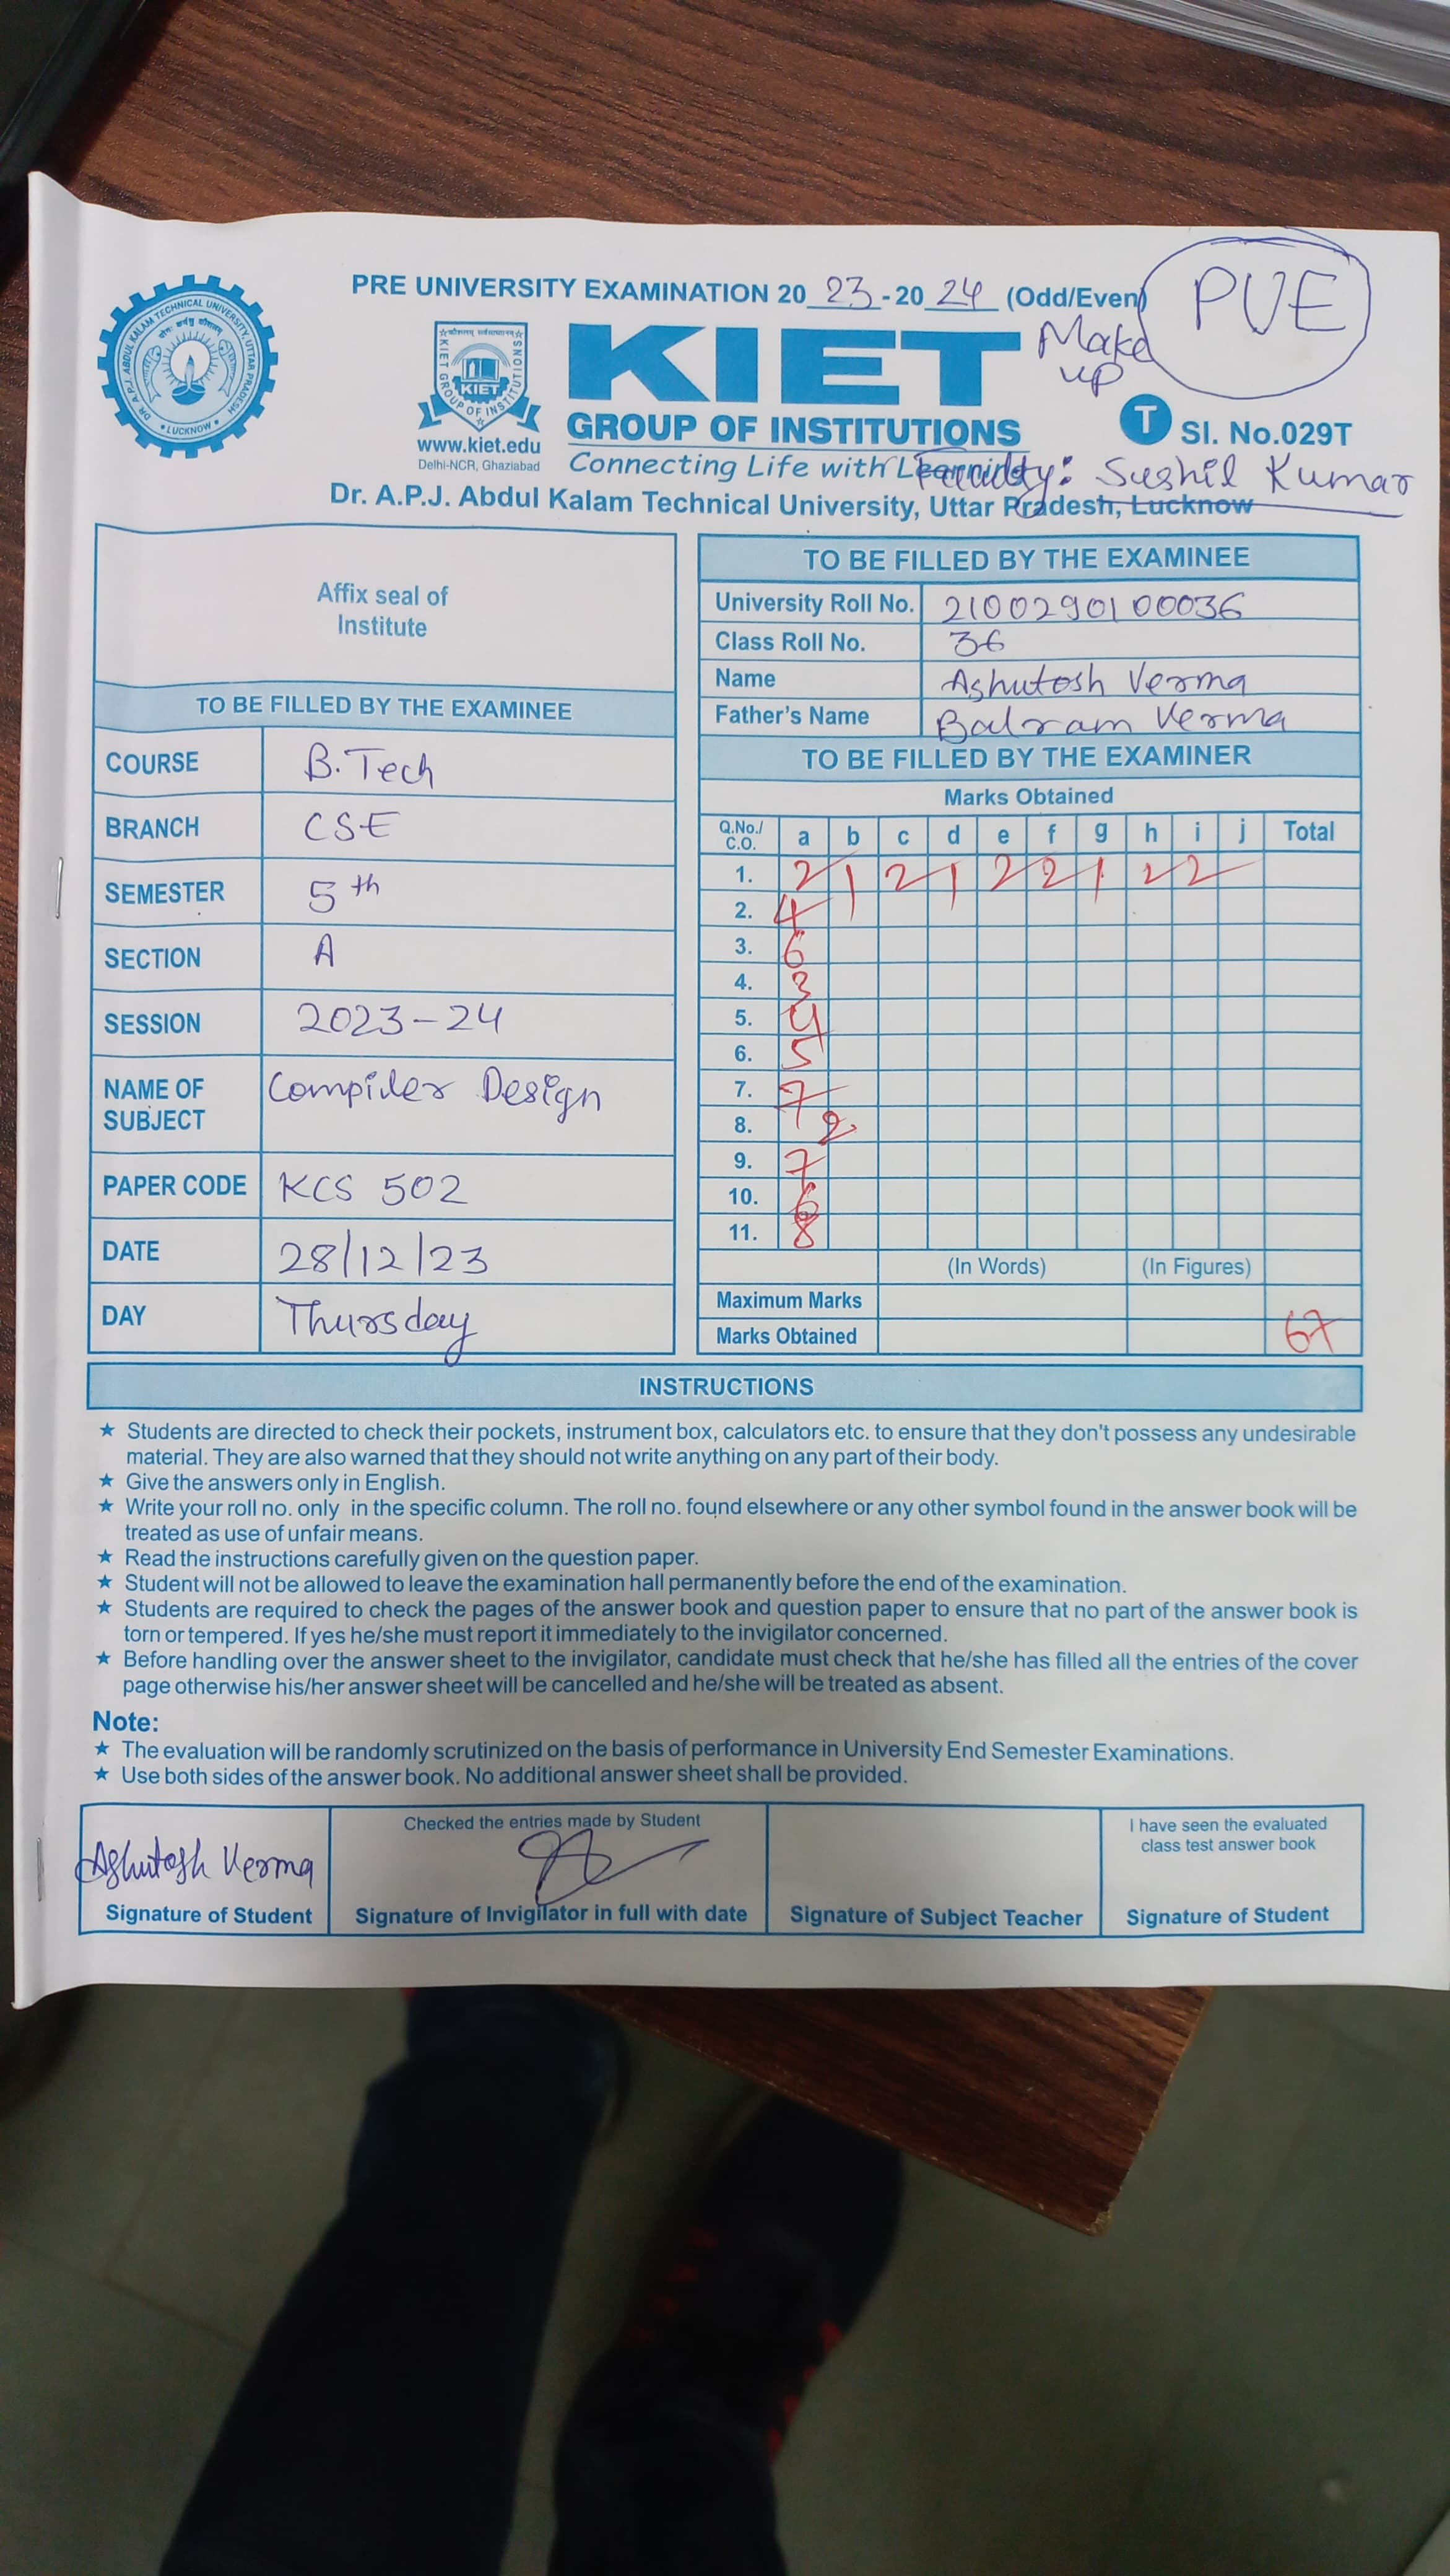 PRE UNIVERSITY EXAMINATION 20 23 - 20 24 (Odd/Even)
PUE
Make up
DR. A.P.J. ABDUL KALAM TECHNICAL UNIVERSITY, UTTAR PRADESH
LUCKNOW
KIET GROUP OF INSTITUTIONS
KIET
www.kiet.edu
Delhi-NCR, Ghaziabad
KIET
GROUP OF INSTITUTIONS
Connecting Life with Learning
T Sl. No.029T
Faculty: Sushil Kumar
Dr. A.P.J. Abdul Kalam Technical University, Uttar Pradesh, Lucknow
Affix seal of
Institute
TO BE FILLED BY THE EXAMINEE
COURSE B.Tech
BRANCH CSE
SEMESTER 5th
SECTION A
SESSION 2023-24
NAME OF SUBJECT Compiler Design
PAPER CODE KCS 502
DATE 28/12/23
DAY Thursday
TO BE FILLED BY THE EXAMINEE
University Roll No. 2100290100036
Class Roll No. 36
Name Ashutosh Verma
Father's Name Balram Verma
TO BE FILLED BY THE EXAMINER
Marks Obtained
Q.No./ C.O. a b c d e f g h i j Total
1. 2 1 2 1 2 2 1 2 2
2. 4
3. 6
4. 3
5. 4
6. 5
7. 7
8. 2
9. 7
10. 6
11. 8
(In Words) (In Figures)
Maximum Marks
Marks Obtained 67
INSTRUCTIONS
★ Students are directed to check their pockets, instrument box, calculators etc. to ensure that they don't possess any undesirable
material. They are also warned that they should not write anything on any part of their body.
★ Give the answers only in English.
★ Write your roll no. only in the specific column. The roll no. found elsewhere or any other symbol found in the answer book will be
treated as use of unfair means.
★ Read the instructions carefully given on the question paper.
★ Student will not be allowed to leave the examination hall permanently before the end of the examination.
★ Students are required to check the pages of the answer book and question paper to ensure that no part of the answer book is
torn or tempered. If yes he/she must report it immediately to the invigilator concerned.
★ Before handling over the answer sheet to the invigilator, candidate must check that he/she has filled all the entries of the cover
page otherwise his/her answer sheet will be cancelled and he/she will be treated as absent.
Note:
★ The evaluation will be randomly scrutinized on the basis of performance in University End Semester Examinations.
★ Use both sides of the answer book. No additional answer sheet shall be provided.
Ashutosh Verma
Signature of Student
Checked the entries made by Student
Signature of Invigilator in full with date
Signature of Subject Teacher
I have seen the evaluated
class test answer book
Signature of Student